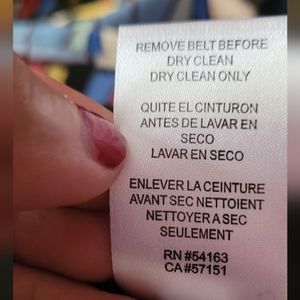 REMOVE BELT BEFORE
DRY CLEAN
DRY CLEAN ONLY
QUITE EL CINTURON
ANTES DE LAVAR EN
SECO
LAVAR EN SECO
ENLEVER LA CEINTURE
AVANT SEC NETTOIENT
NETTOYER A SEC
SEULEMENT
RN #54163
CA #57151